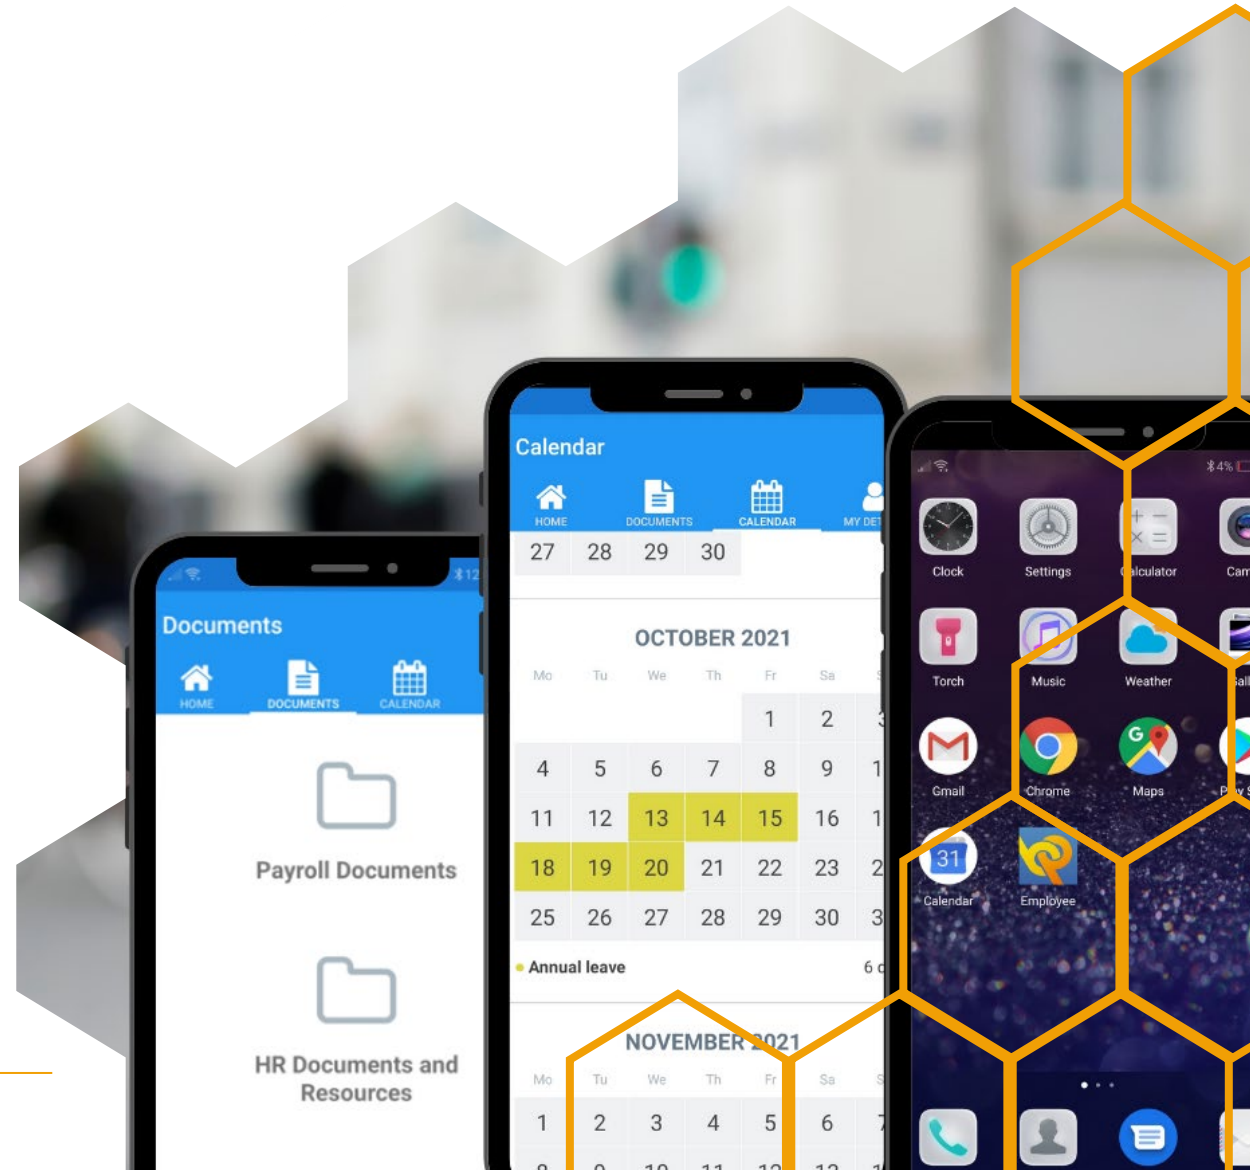 Documents
HOME DOCUMENTS CALENDAR
Payroll Documents
HR Documents and
Resources
Calendar
HOME DOCUMENTS CALENDAR MY
27 28 29 30
OCTOBER 2021
Mo Tu We Th Fr Sa
1 2
4 5 6 7 8 9
11 12 13 14 15 16
18 19 20 21 22 23
25 26 27 28 29 30
Annual leave 6
NOVEMBER 2021
Mo Tu We Th Fr Sa
1 2 3 4 5 6
4%
Clock Settings Calculator
Torch Music Weather
Gmail Chrome Maps
31
Calendar Employee